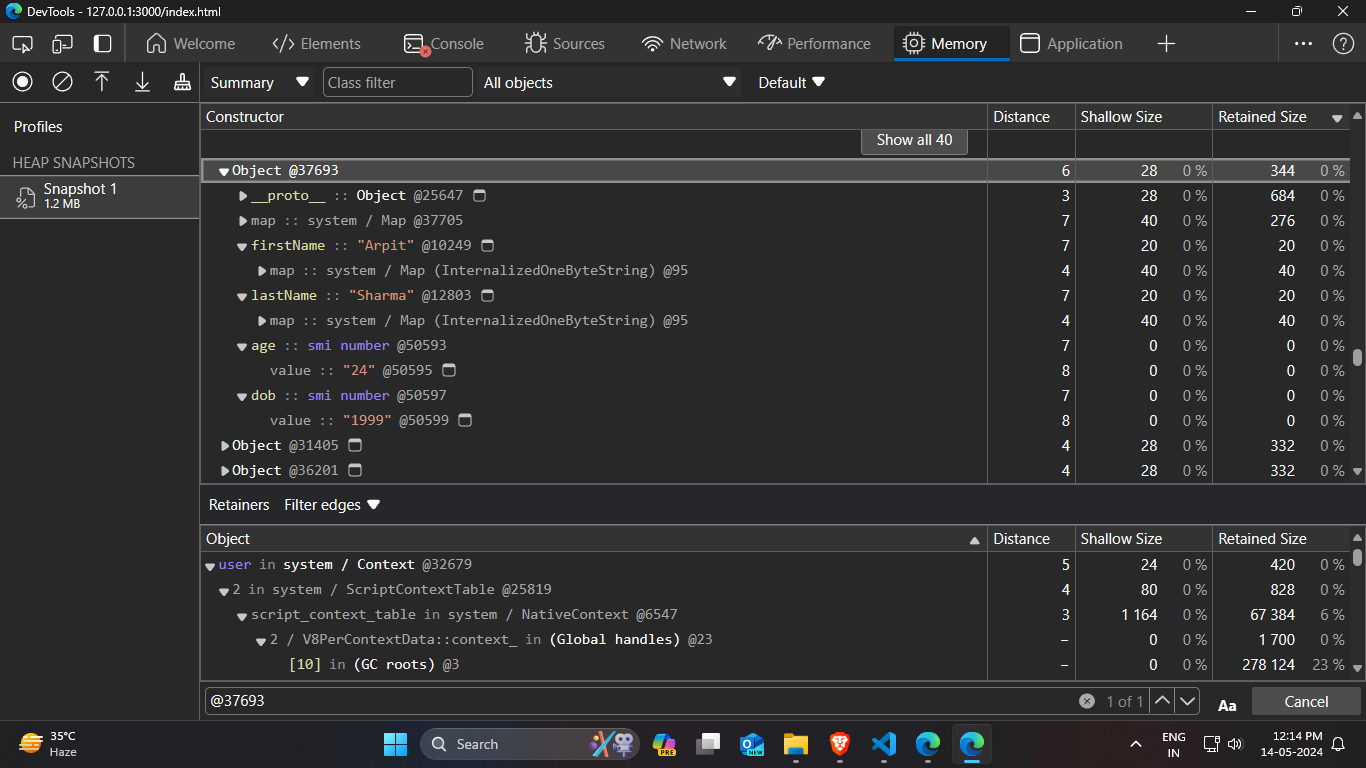 DevTools - 127.0.0.1:3000/index.html
Welcome Elements Console Sources Network Performance Memory Application
Summary Class filter All objects Default
Profiles
HEAP SNAPSHOTS
Snapshot 1
1.2 MB
Constructor Distance Shallow Size Retained Size
Show all 40
Object @37693 6 28 0 % 344 0 %
__proto__ :: Object @25647 3 28 0 % 684 0 %
map :: system / Map @37705 7 40 0 % 276 0 %
firstName :: "Arpit" @10249 7 20 0 % 20 0 %
map :: system / Map (InternalizedOneByteString) @95 4 40 0 % 40 0 %
lastName :: "Sharma" @12803 7 20 0 % 20 0 %
map :: system / Map (InternalizedOneByteString) @95 4 40 0 % 40 0 %
age :: smi number @50593 7 0 0 % 0 0 %
value :: "24" @50595 8 0 0 % 0 0 %
dob :: smi number @50597 7 0 0 % 0 0 %
value :: "1999" @50599 8 0 0 % 0 0 %
Object @31405 4 28 0 % 332 0 %
Object @36201 4 28 0 % 332 0 %
Retainers Filter edges
Object Distance Shallow Size Retained Size
user in system / Context @32679 5 24 0 % 420 0 %
2 in system / ScriptContextTable @25819 4 80 0 % 828 0 %
script_context_table in system / NativeContext @6547 3 1 164 0 % 67 384 6 %
2 / V8PerContextData::context_ in (Global handles) @23 – 0 0 % 1 700 0 %
[10] in (GC roots) @3 – 0 0 % 278 124 23 %
@37693 1 of 1 Aa Cancel
35°C
Haze
Search
PRE
NEW
ENG
IN
12:14 PM
14-05-2024